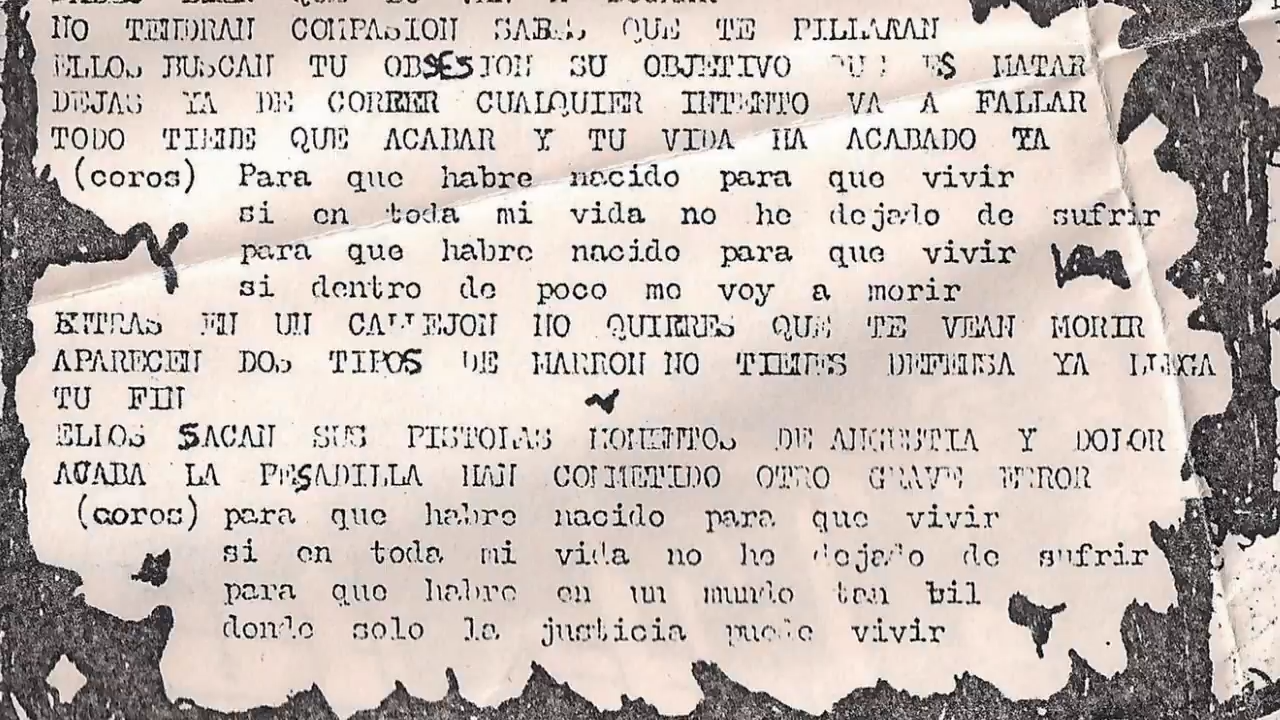 NO TENDRAN COMPASION SABES QUE TE PILLARAN
ELLOS BUSCAN TU OBSESION SU OBJETIVO QUE ES MATAR
DEJAS YA DE CORRER CUALQUIER INTENTO VA A FALLAR
TODO TIENE QUE ACABAR Y TU VIDA HA ACABADO YA
(coros) Para que habre nacido para que vivir
si en toda mi vida no he dejado de sufrir
para que habre nacido para que vivir
si dentro de poco me voy a morir
ENTRAS EN UN CALLEJON NO QUIERES QUE TE VEAN MORIR
APARECEN DOS TIPOS DE MARRON NO TIENES DEFENSA YA LLEGA
TU FIN
ELLOS SACAN SUS PISTOLAS MOMENTOS DE ANGUSTIA Y DOLOR
ACABA LA PESADILLA HAN COMMETIDO OTRO GRAVE ERROR
(coros) para que habre nacido para que vivir
si en toda mi vida no he dejado de sufrir
para que habre en un mundo tan bil
donde solo la justicia puede vivir